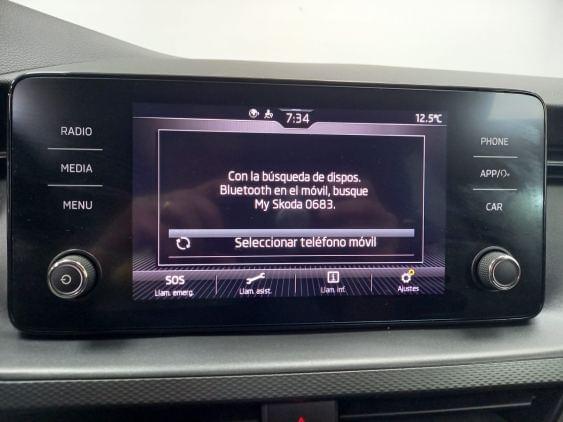 7:34
12.5°C
RADIO
MEDIA
MENU
Con la búsqueda de dispos.
Bluetooth en el móvil, busque
My Skoda 0683.
Seleccionar teléfono móvil
SOS
Llam. emerg.
Llam. asist.
Llam. inf.
Ajustes
PHONE
APP/
CAR